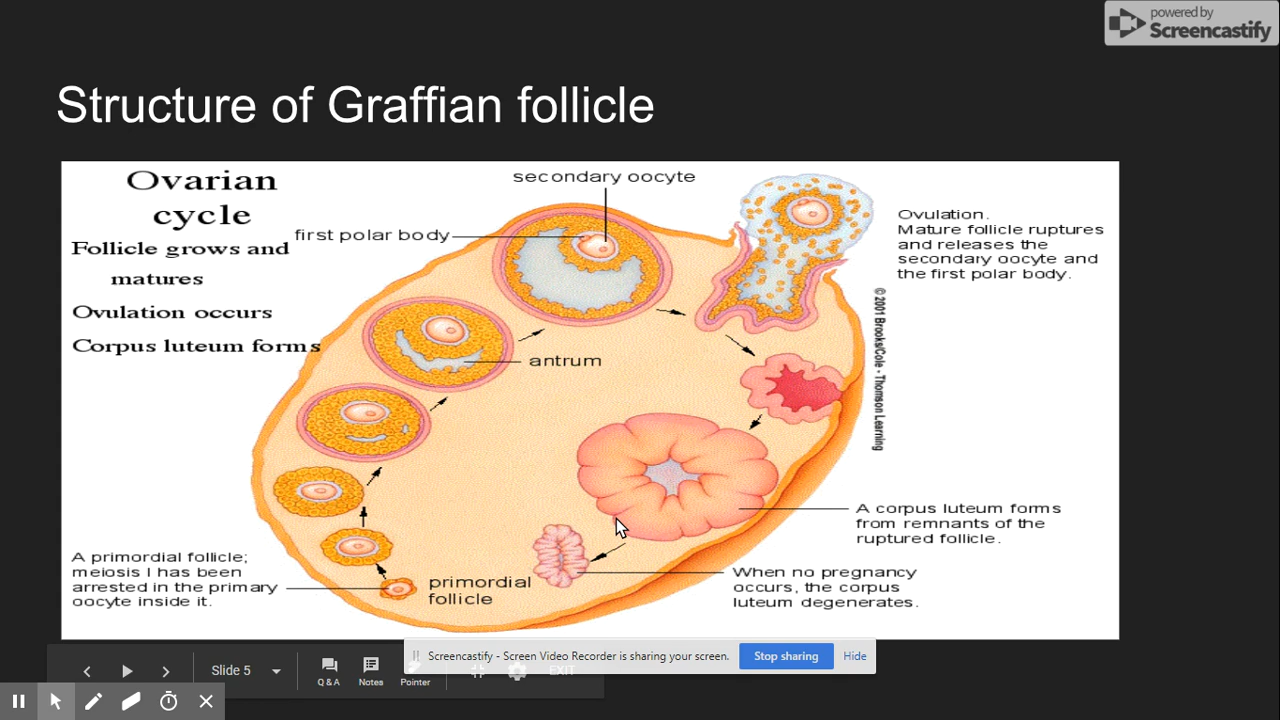 powered by
Screencastify
Structure of Graffian follicle
Ovarian
cycle
Follicle grows and
matures
Ovulation occurs
Corpus luteum forms
secondary oocyte
first polar body
antrum
Ovulation.
Mature follicle ruptures
and releases the
secondary oocyte and
the first polar body.
©2001 Brooks/Cole - Thomson Learning
A corpus luteum forms
from remnants of the
ruptured follicle.
When no pregnancy
occurs, the corpus
luteum degenerates.
A primordial follicle;
meiosis I has been
arrested in the primary
oocyte inside it.
primordial
follicle
Screencastify - Screen Video Recorder is sharing your screen.
Stop sharing
Hide
Slide 5
Q & A
Notes
Pointer
EXIT